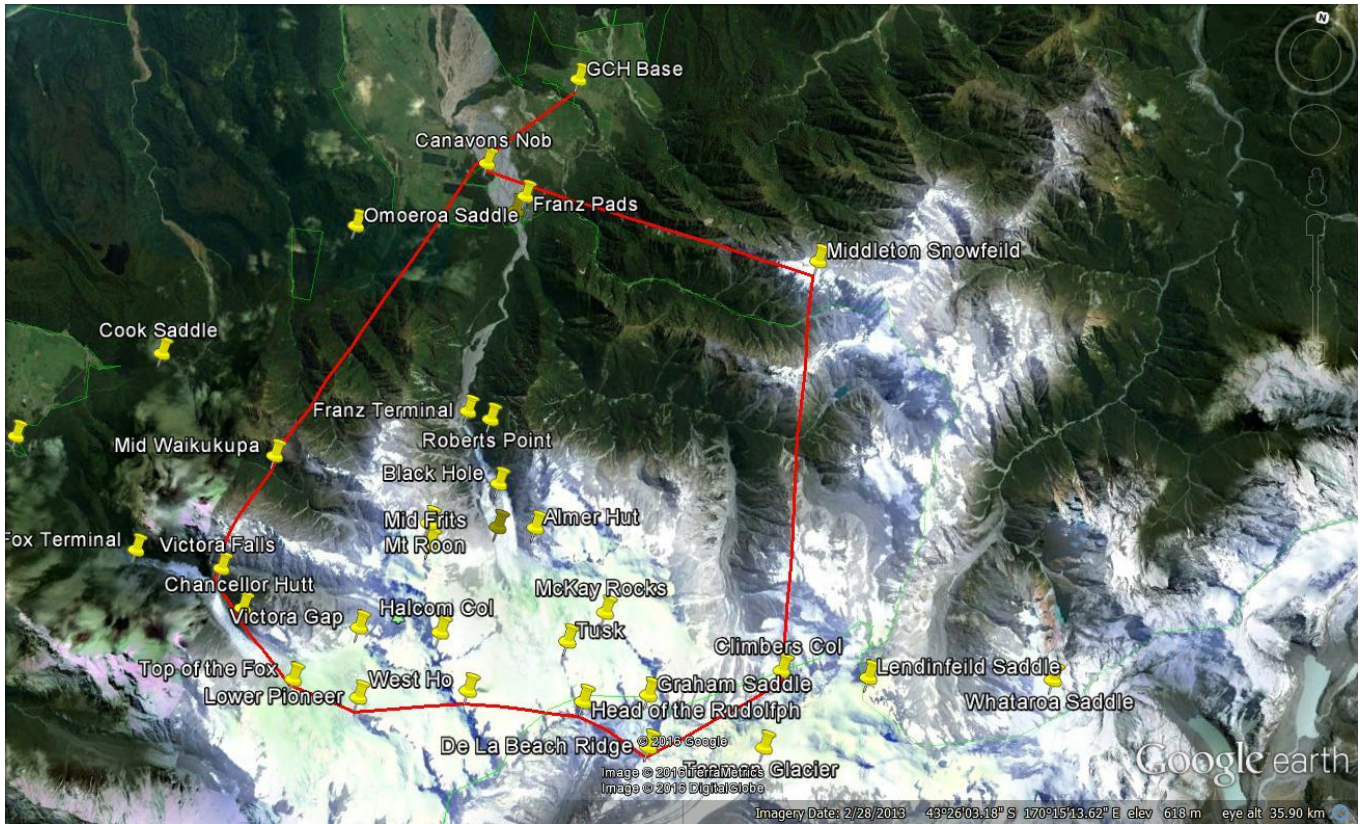 N
GCH Base
Canavons Nob
Franz Pads
Omoeroa Saddle
Middleton Snowfeild
Cook Saddle
Franz Terminal
Roberts Point
Mid Waikukupa
Black Hole
Mid Frits
Almer Hut
Mt Roon
Fox Terminal
Victora Falls
Chancellor Hutt
McKay Rocks
Victora Gap
Halcom Col
Tusk
Climbers Col
Top of the Fox
Lendinfeild Saddle
West Ho
Graham Saddle
Lower Pioneer
Whataroa Saddle
Head of the Rudolfph
De La Beach Ridge
© 2016 Google
Tasman Glacier
Image © 2016 TerraMetrics
Image © 2016 DigitalGlobe
Google earth
Imagery Date: 2/28/2013 43°26'03.18" S 170°15'13.62" E elev 618 m eye alt 35.90 km